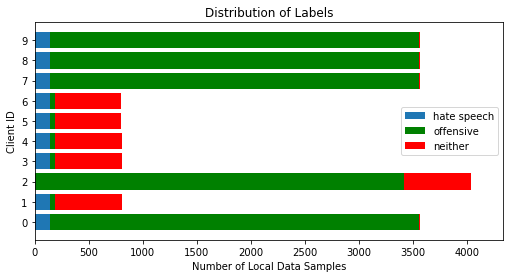 Distribution of Labels
9
8
7
6
5
4
3
2
1
0
Client ID
hate speech
offensive
neither
0 500 1000 1500 2000 2500 3000 3500 4000
Number of Local Data Samples